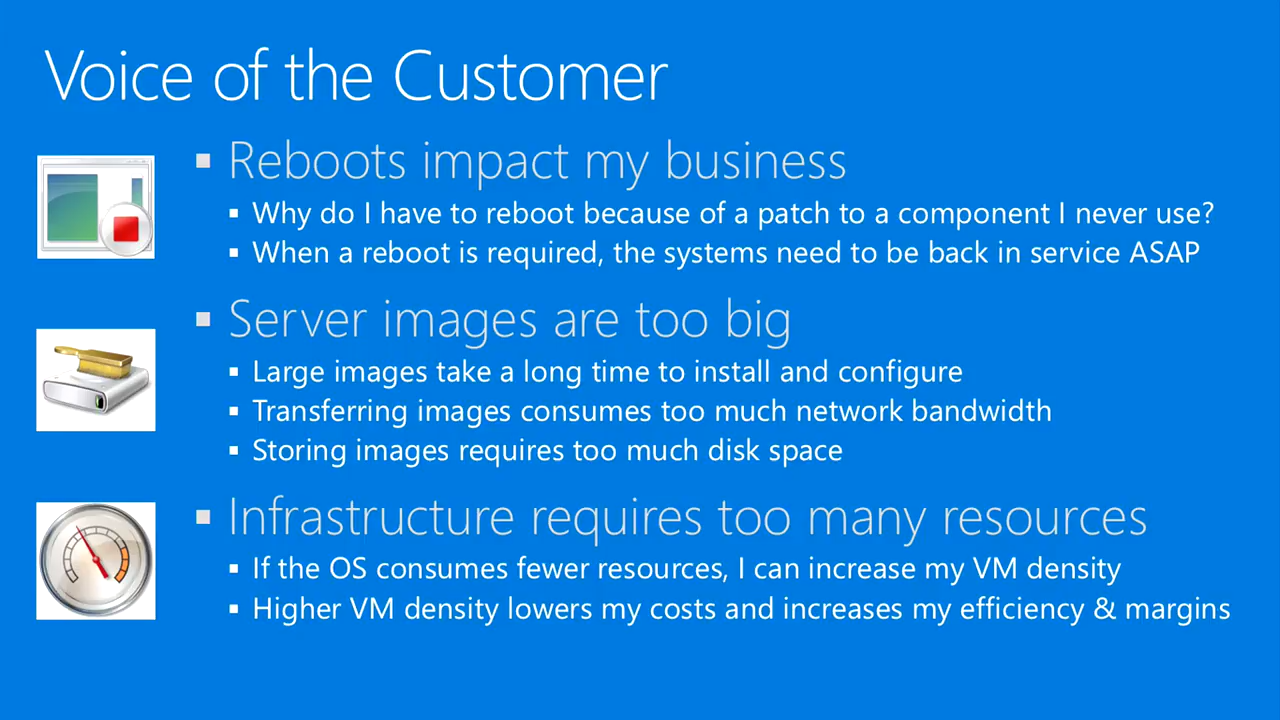 Voice of the Customer
Reboots impact my business
Why do I have to reboot because of a patch to a component I never use?
When a reboot is required, the systems need to be back in service ASAP
Server images are too big
Large images take a long time to install and configure
Transferring images consumes too much network bandwidth
Storing images requires too much disk space
Infrastructure requires too many resources
If the OS consumes fewer resources, I can increase my VM density
Higher VM density lowers my costs and increases my efficiency & margins